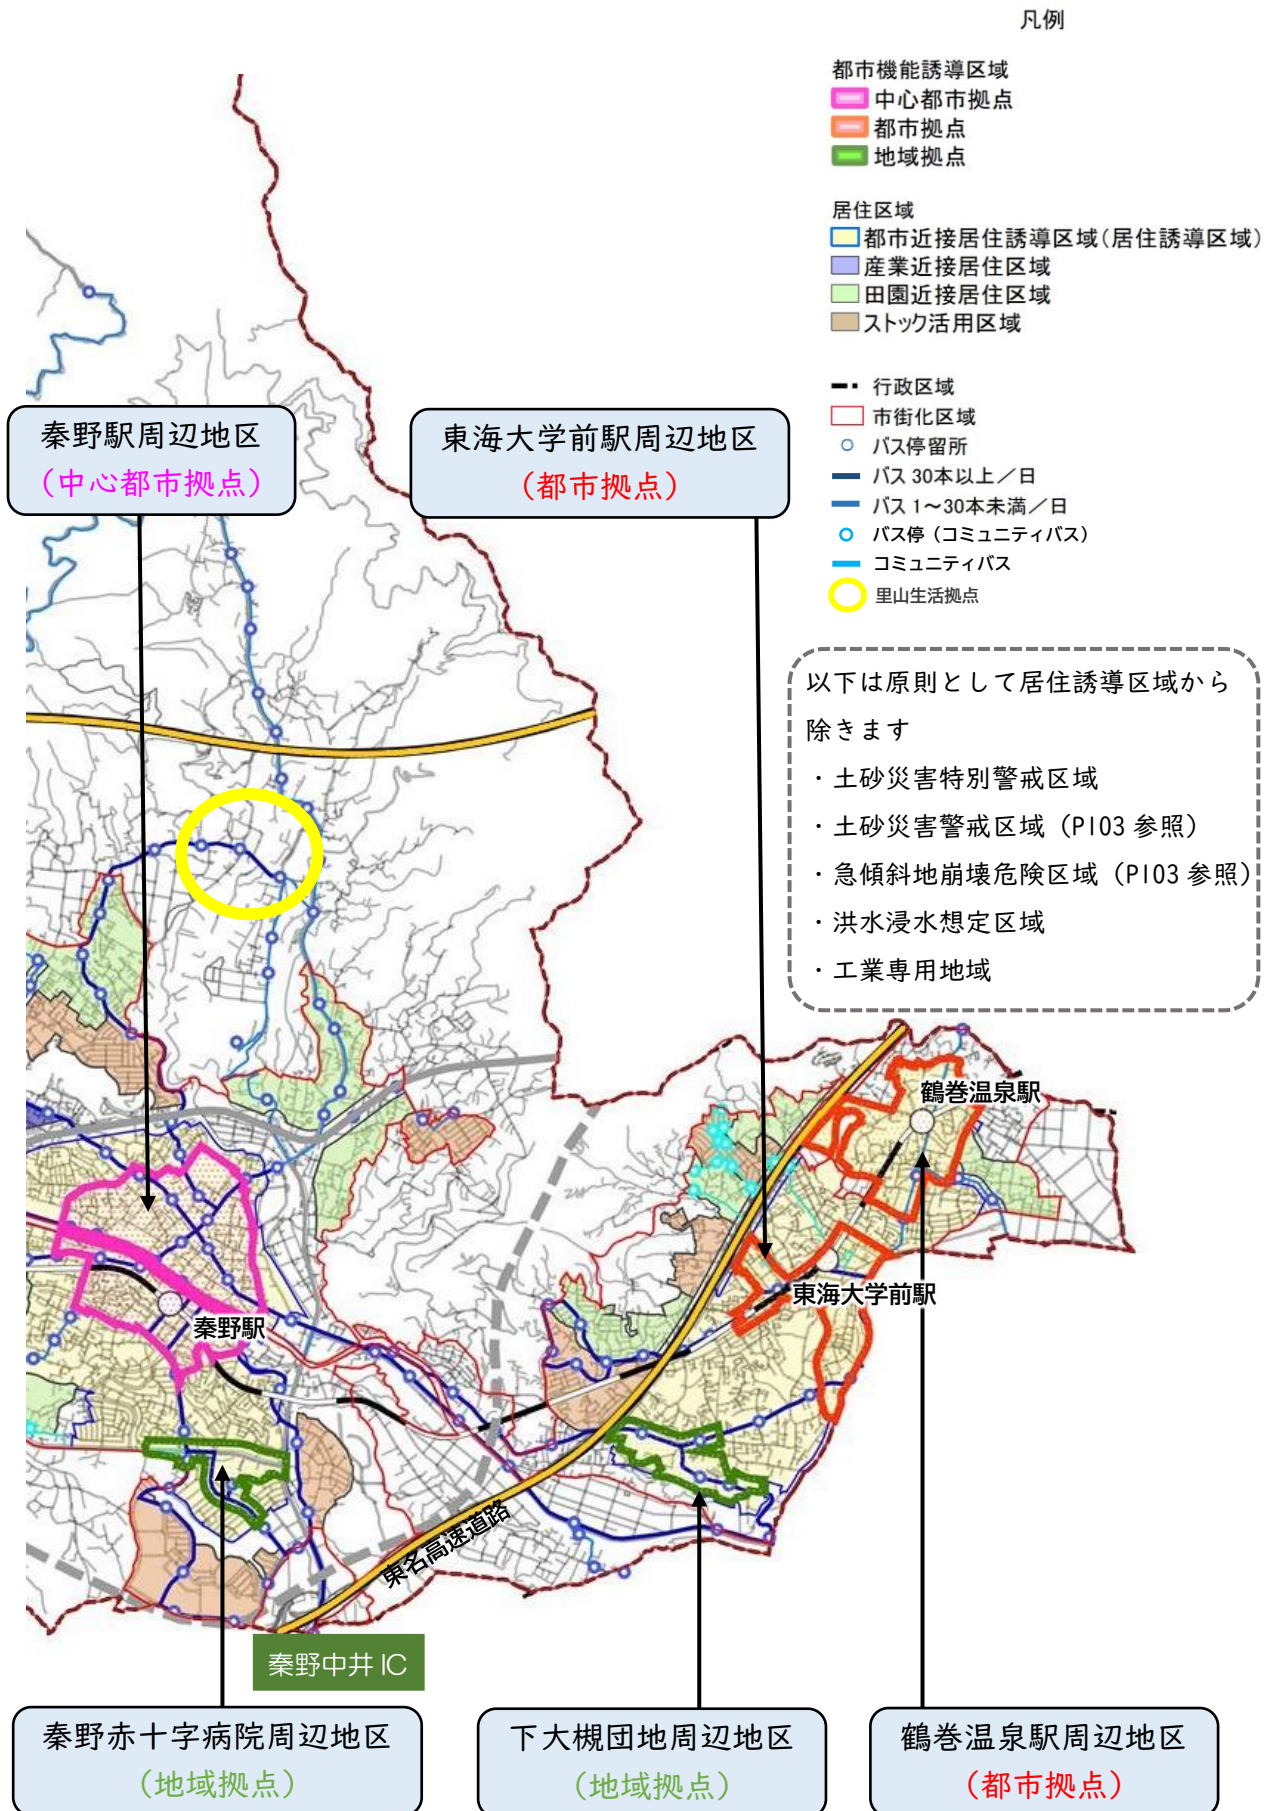 凡例
都市機能誘導区域
中心都市拠点
都市拠点
地域拠点
居住区域
都市近接居住誘導区域(居住誘導区域)
産業近接居住区域
田園近接居住区域
ストック活用区域
行政区域
市街化区域
バス停留所
バス 30本以上／日
バス 1～30本未満／日
バス停（コミュニティバス）
コミュニティバス
里山生活拠点
秦野駅周辺地区
（中心都市拠点）
東海大学前駅周辺地区
（都市拠点）
以下は原則として居住誘導区域から
除きます
・土砂災害特別警戒区域
・土砂災害警戒区域（P103 参照）
・急傾斜地崩壊危険区域（P103 参照）
・洪水浸水想定区域
・工業専用地域
鶴巻温泉駅
東海大学前駅
秦野駅
東名高速道路
秦野中井 IC
秦野赤十字病院周辺地区
（地域拠点）
下大槻団地周辺地区
（地域拠点）
鶴巻温泉駅周辺地区
（都市拠点）